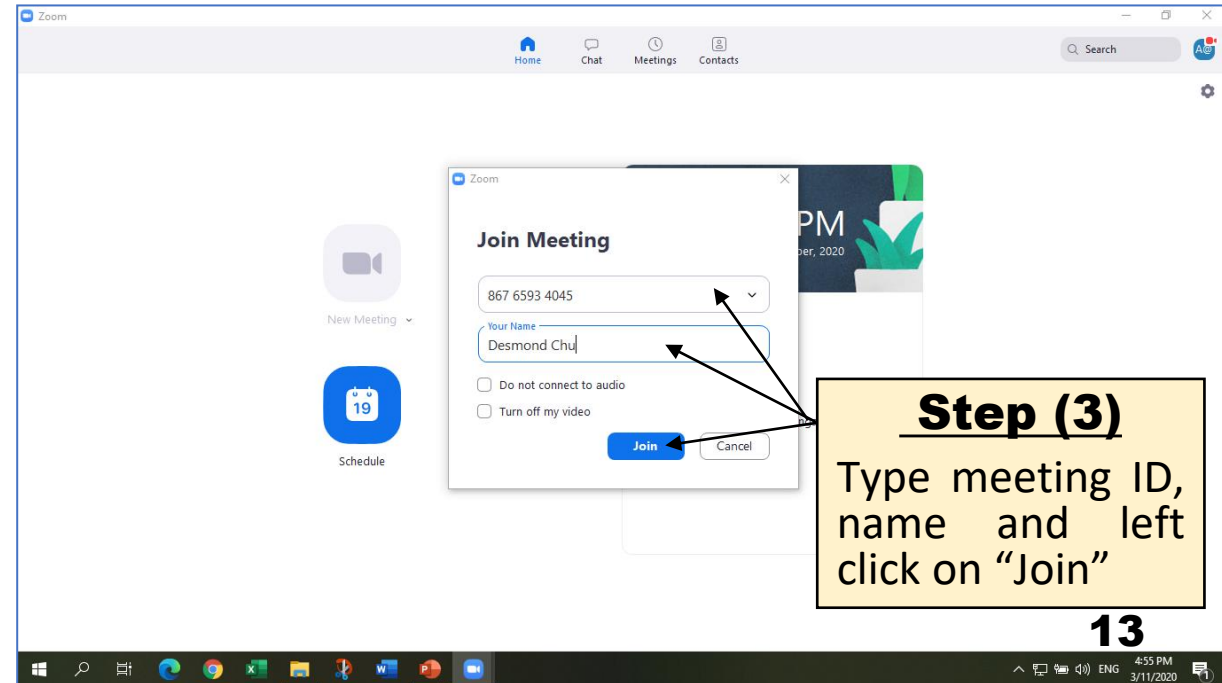 Zoom
Home Chat Meetings Contacts
Search
A@
Zoom
PM
ber, 2020
Join Meeting
867 6593 4045
New Meeting
Your Name
Desmond Chu
Do not connect to audio
19
Turn off my video
Join Cancel
Schedule
Step (3)
Type meeting ID,
name and left
click on “Join”
13
ENG 4:55 PM
3/11/2020